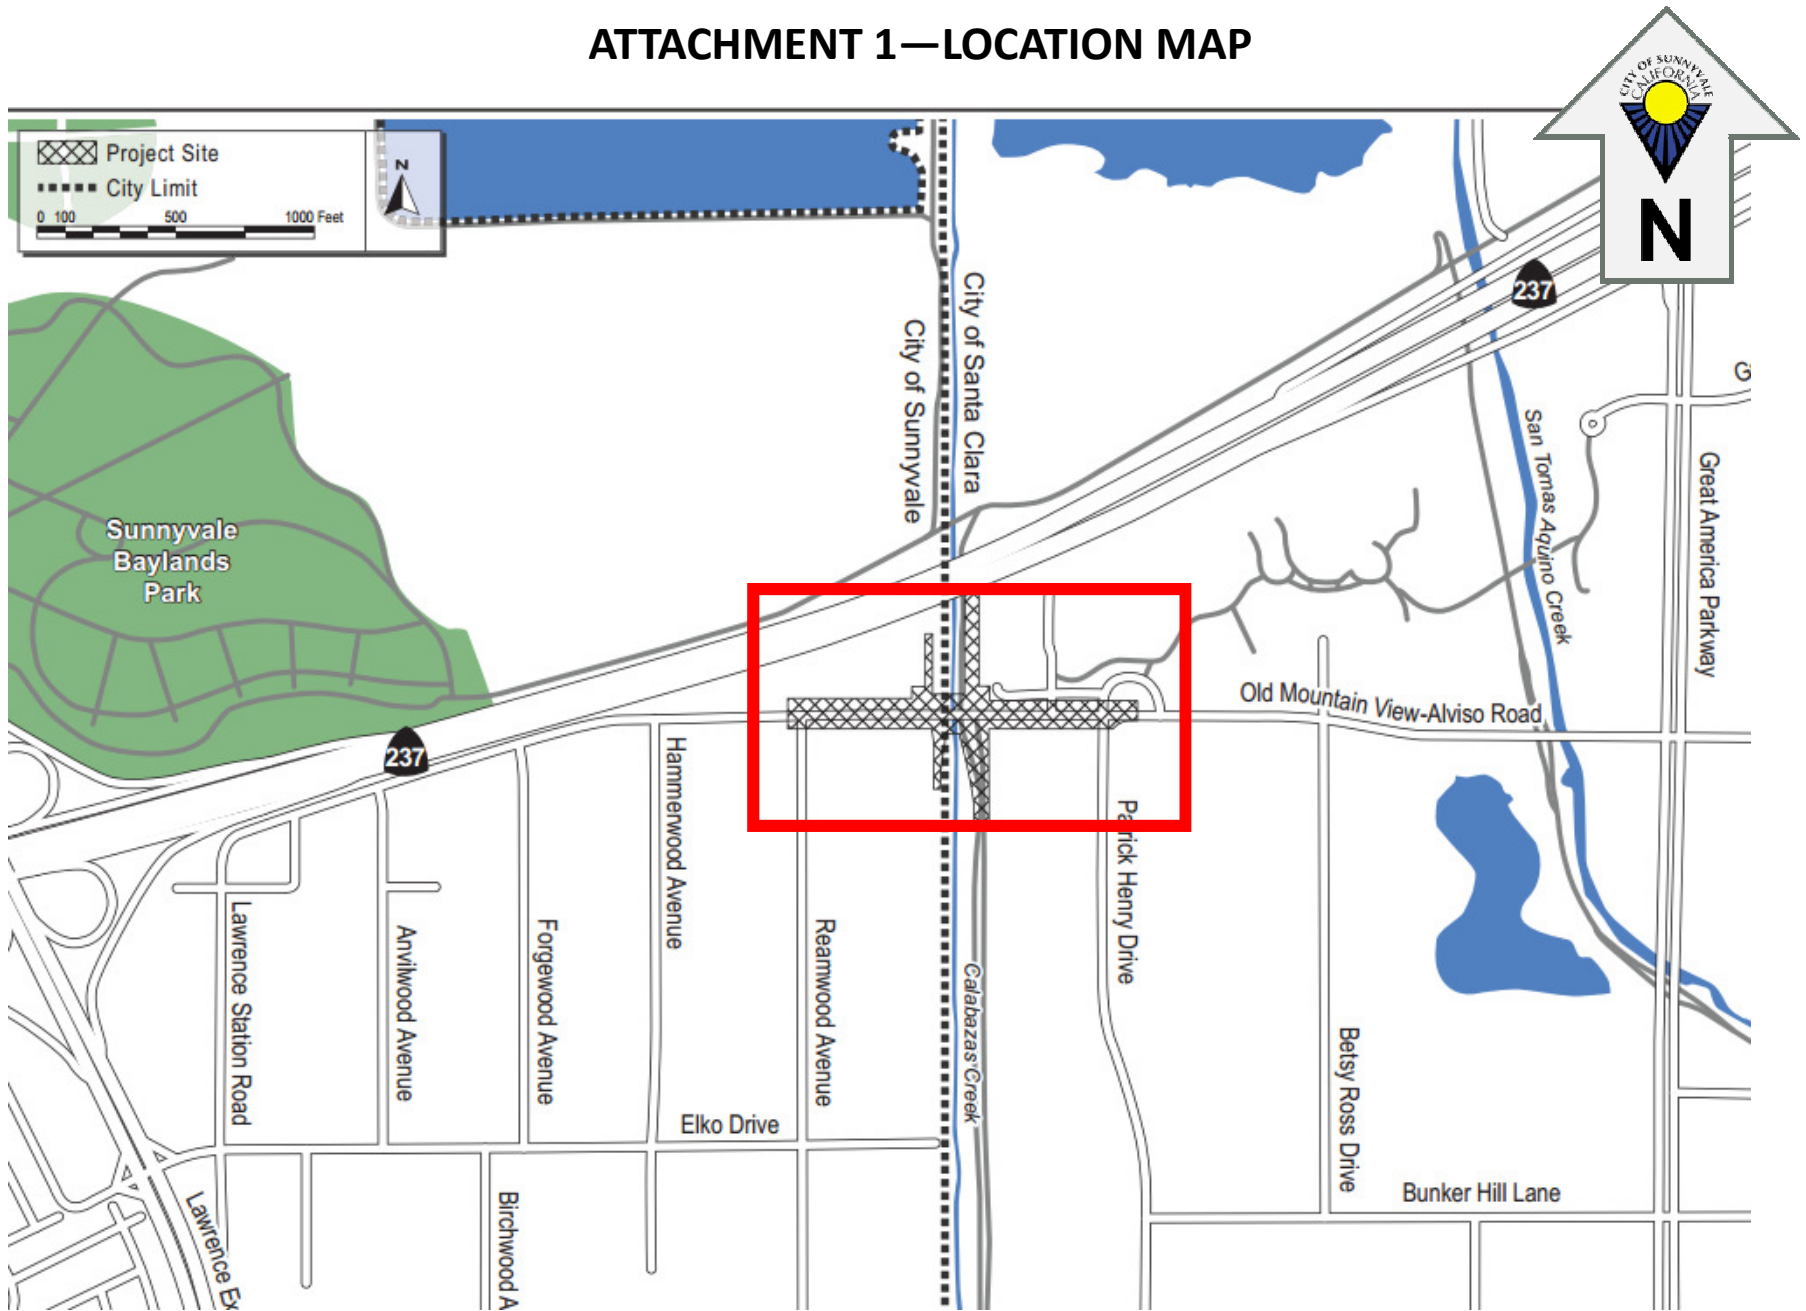 ATTACHMENT 1—LOCATION MAP
CITY OF SUNNYVALE
CALIFORNIA
N
Project Site
City Limit
0 100 500 1000 Feet
N
237
City of Santa Clara
City of Sunnyvale
G
San Tomas Aquino Creek
Great America Parkway
Sunnyvale
Baylands
Park
Old Mountain View-Alviso Road
237
Hammerwood Avenue
Patrick Henry Drive
Lawrence Station Road
Anvilwood Avenue
Forgewood Avenue
Reamwood Avenue
Calabazas Creek
Betsy Ross Drive
Elko Drive
Bunker Hill Lane
Lawrence Ex
Birchwood A